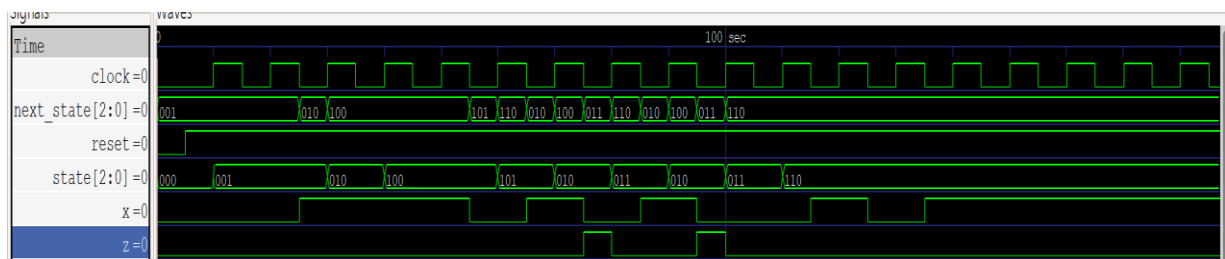 Signals
Waves
Time
0
100 sec
clock=0
next_state[2:0]=0
001 010 100 101 110 010 100 011 110 010 100 011 110
reset=0
state[2:0]=0
000 001 010 100 101 010 011 010 011 110
x=0
z=0